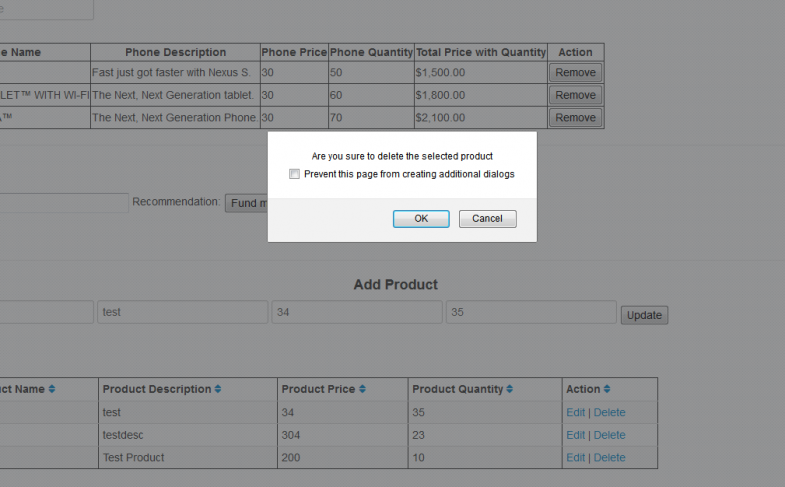 e
e Name Phone Description Phone Price Phone Quantity Total Price with Quantity Action
Fast just got faster with Nexus S. 30 50 $1,500.00 Remove
LET™ WITH WI-FI The Next, Next Generation tablet. 30 60 $1,800.00 Remove
A™ The Next, Next Generation Phone. 30 70 $2,100.00 Remove
Are you sure to delete the selected product
Prevent this page from creating additional dialogs
Recommendation: Fund m
OK Cancel
Add Product
test 34 35 Update
uct Name Product Description Product Price Product Quantity Action
test 34 35 Edit | Delete
testdesc 304 23 Edit | Delete
Test Product 200 10 Edit | Delete